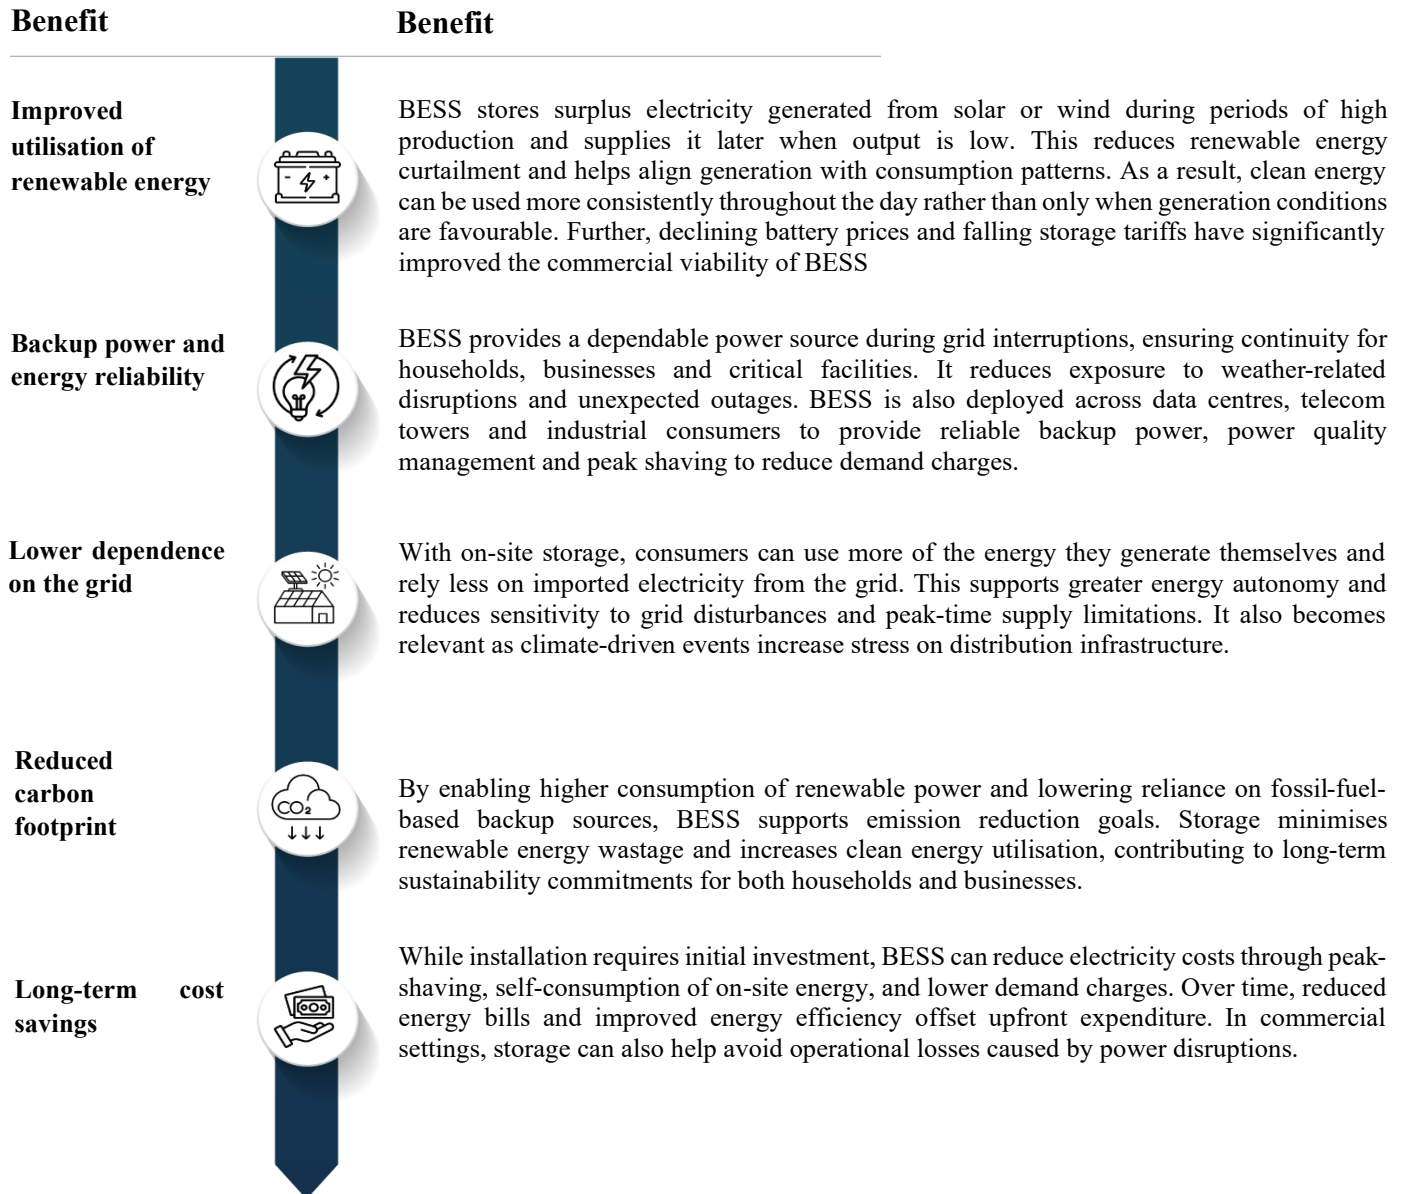 Benefit
Benefit
Improved
utilisation of
renewable energy
BESS stores surplus electricity generated from solar or wind during periods of high
production and supplies it later when output is low. This reduces renewable energy
curtailment and helps align generation with consumption patterns. As a result, clean energy
can be used more consistently throughout the day rather than only when generation conditions
are favourable. Further, declining battery prices and falling storage tariffs have significantly
improved the commercial viability of BESS
Backup power and
energy reliability
BESS provides a dependable power source during grid interruptions, ensuring continuity for
households, businesses and critical facilities. It reduces exposure to weather-related
disruptions and unexpected outages. BESS is also deployed across data centres, telecom
towers and industrial consumers to provide reliable backup power, power quality
management and peak shaving to reduce demand charges.
Lower dependence
on the grid
With on-site storage, consumers can use more of the energy they generate themselves and
rely less on imported electricity from the grid. This supports greater energy autonomy and
reduces sensitivity to grid disturbances and peak-time supply limitations. It also becomes
relevant as climate-driven events increase stress on distribution infrastructure.
Reduced
carbon
footprint
CO2
By enabling higher consumption of renewable power and lowering reliance on fossil-fuel-
based backup sources, BESS supports emission reduction goals. Storage minimises
renewable energy wastage and increases clean energy utilisation, contributing to long-term
sustainability commitments for both households and businesses.
Long-term cost
savings
While installation requires initial investment, BESS can reduce electricity costs through peak-
shaving, self-consumption of on-site energy, and lower demand charges. Over time, reduced
energy bills and improved energy efficiency offset upfront expenditure. In commercial
settings, storage can also help avoid operational losses caused by power disruptions.